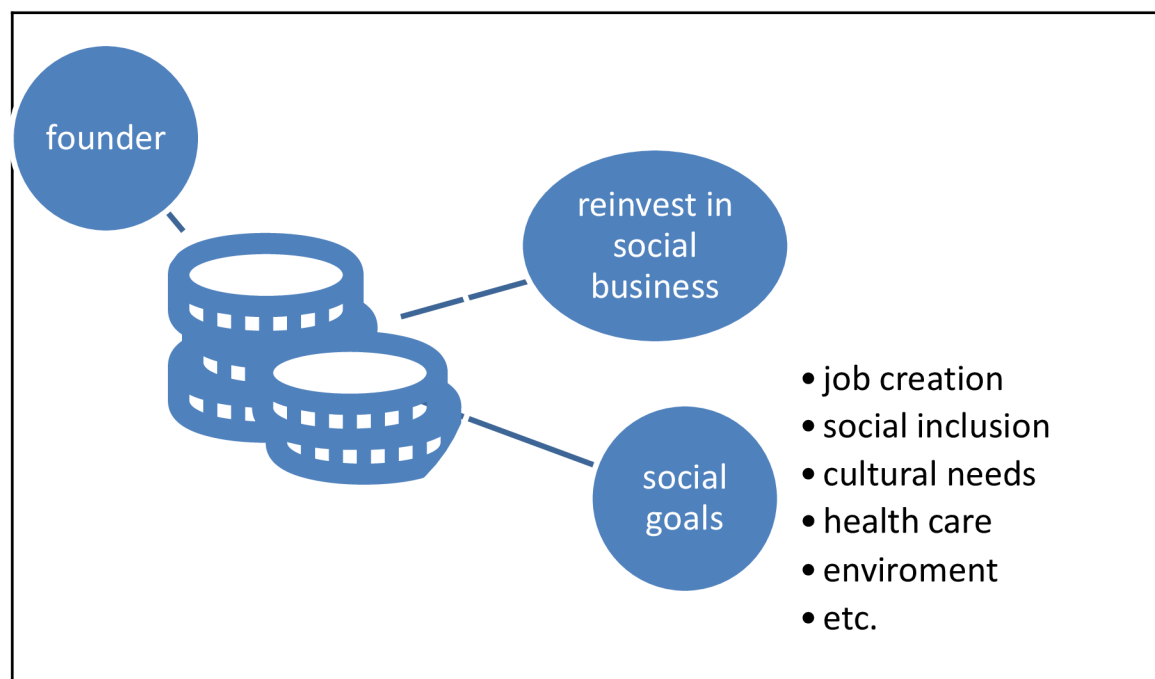 founder
reinvest in
social
business
social
goals
• job creation
• social inclusion
• cultural needs
• health care
• enviroment
• etc.